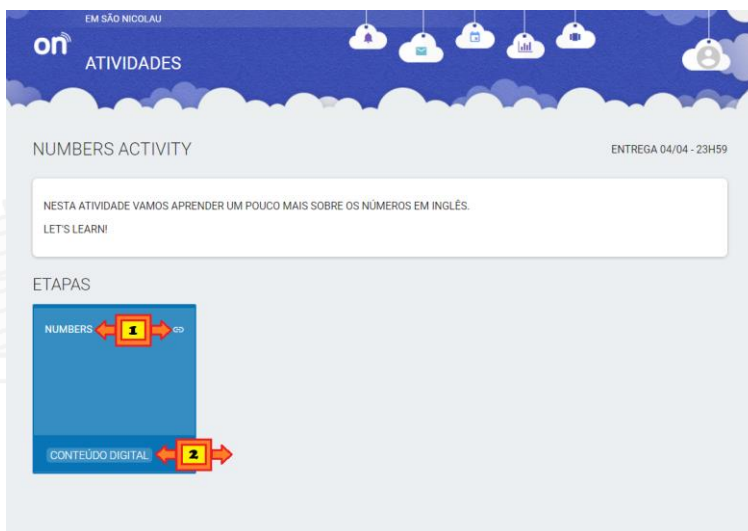 EM SÃO NICOLAU
on
ATIVIDADES
NUMBERS ACTIVITY
ENTREGA 04/04 - 23H59
NESTA ATIVIDADE VAMOS APRENDER UM POUCO MAIS SOBRE OS NÚMEROS EM INGLÊS.
LET'S LEARN!
ETAPAS
NUMBERS
1
CONTEÚDO DIGITAL
2